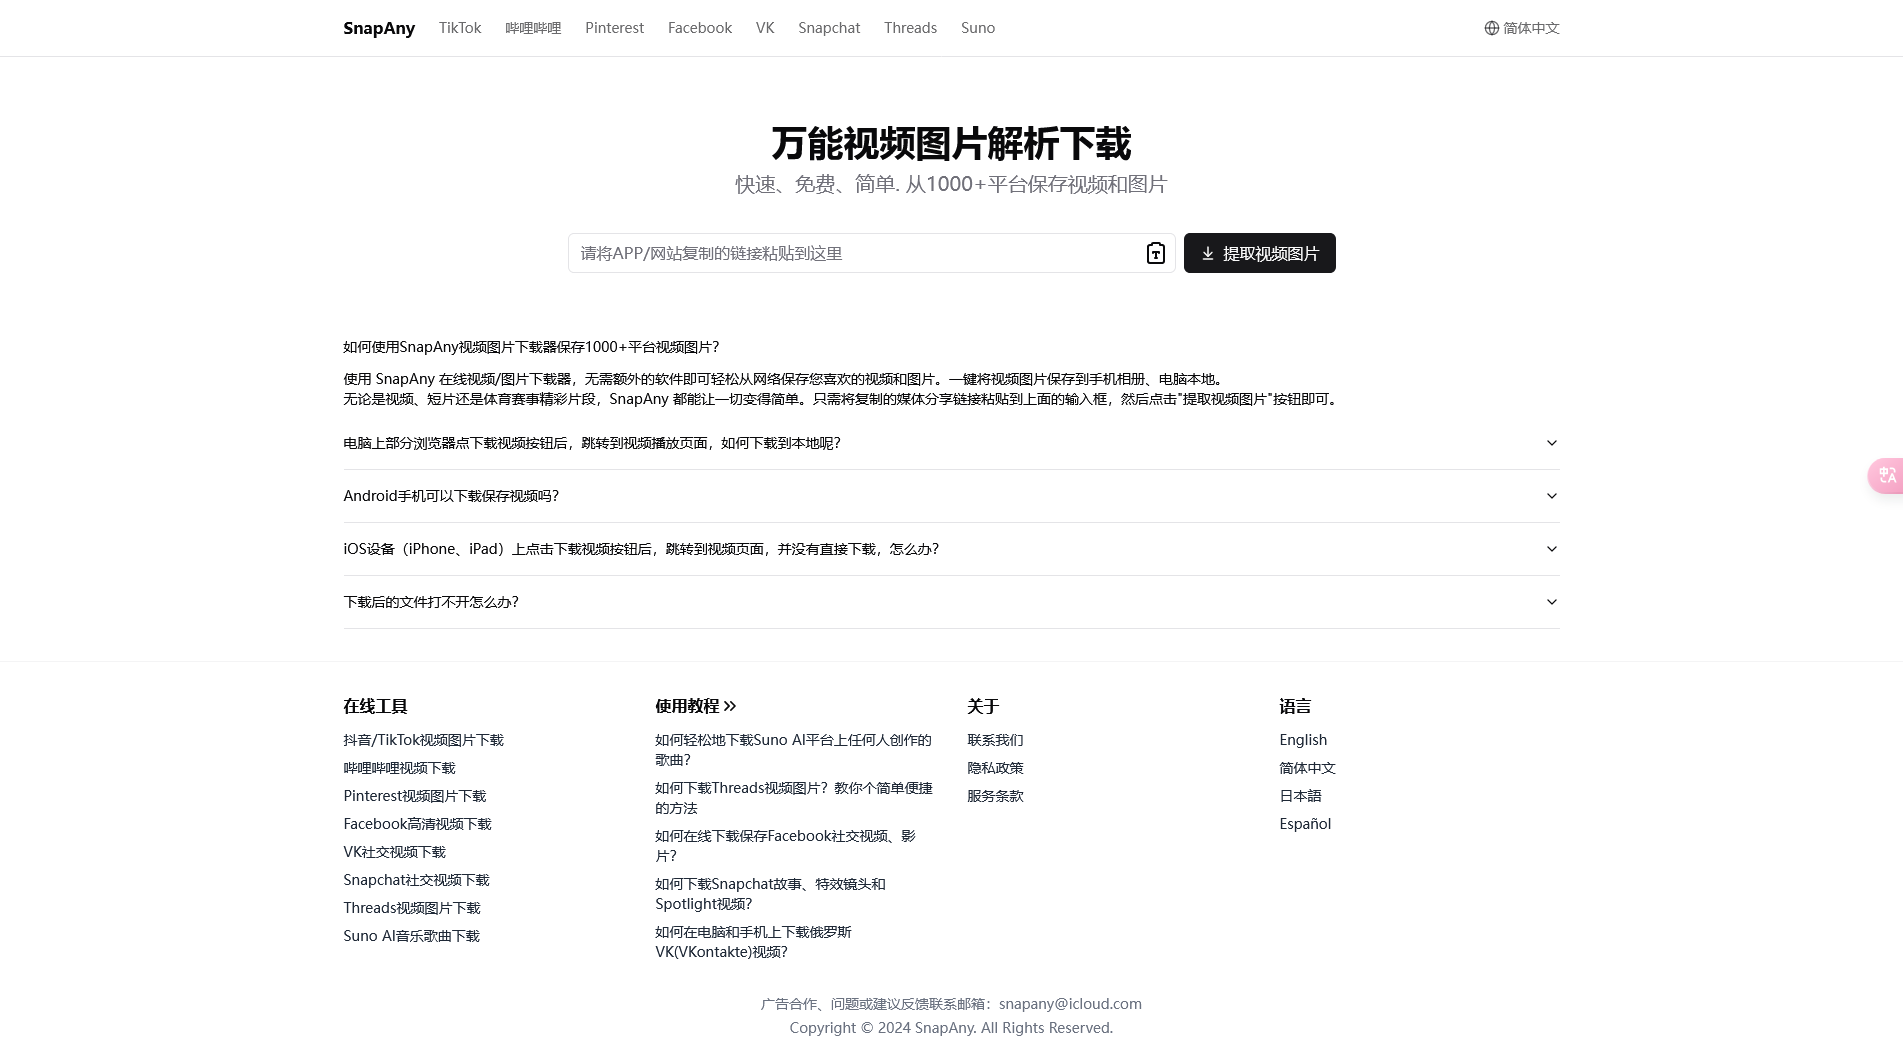 SnapAny TikTok 哔哩哔哩 Pinterest Facebook VK Snapchat Threads Suno 简体中文
万能视频图片解析下载
快速、免费、简单. 从1000+平台保存视频和图片
请将APP/网站复制的链接粘贴到这里 提取视频图片
如何使用SnapAny视频图片下载器保存1000+平台视频图片？
使用 SnapAny 在线视频/图片下载器，无需额外的软件即可轻松从网络保存您喜欢的视频和图片。一键将视频图片保存到手机相册、电脑本地。
无论是视频、短片还是体育赛事精彩片段，SnapAny 都能让一切变得简单。只需将复制的媒体分享链接粘贴到上面的输入框，然后点击"提取视频图片"按钮即可。
电脑上部分浏览器点下载视频按钮后，跳转到视频播放页面，如何下载到本地呢？
Android手机可以下载保存视频吗？
iOS设备（iPhone、iPad）上点击下载视频按钮后，跳转到视频页面，并没有直接下载，怎么办？
下载后的文件打不开怎么办？
在线工具
抖音/TikTok视频图片下载
哔哩哔哩视频下载
Pinterest视频图片下载
Facebook高清视频下载
VK社交视频下载
Snapchat社交视频下载
Threads视频图片下载
Suno AI音乐歌曲下载
使用教程
如何轻松地下载Suno AI平台上任何人创作的
歌曲？
如何下载Threads视频图片？教你个简单便捷
的方法
如何在线下载保存Facebook社交视频、影
片？
如何下载Snapchat故事、特效镜头和
Spotlight视频？
如何在电脑和手机上下载俄罗斯
VK(VKontakte)视频？
关于
联系我们
隐私政策
服务条款
语言
English
简体中文
日本語
Español
广告合作、问题或建议反馈联系邮箱：snapany@icloud.com
Copyright © 2024 SnapAny. All Rights Reserved.